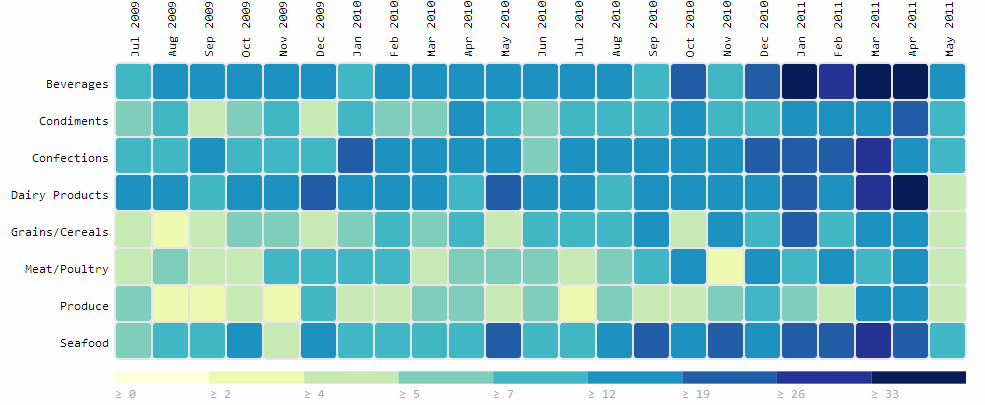 Jul 2009
Aug 2009
Sep 2009
Oct 2009
Nov 2009
Dec 2009
Jan 2010
Feb 2010
Mar 2010
Apr 2010
May 2010
Jun 2010
Jul 2010
Aug 2010
Sep 2010
Oct 2010
Nov 2010
Dec 2010
Jan 2011
Feb 2011
Mar 2011
Apr 2011
May 2011
Beverages
Condiments
Confections
Dairy Products
Grains/Cereals
Meat/Poultry
Produce
Seafood
≥ 0 ≥ 2 ≥ 4 ≥ 5 ≥ 7 ≥ 12 ≥ 19 ≥ 26 ≥ 33